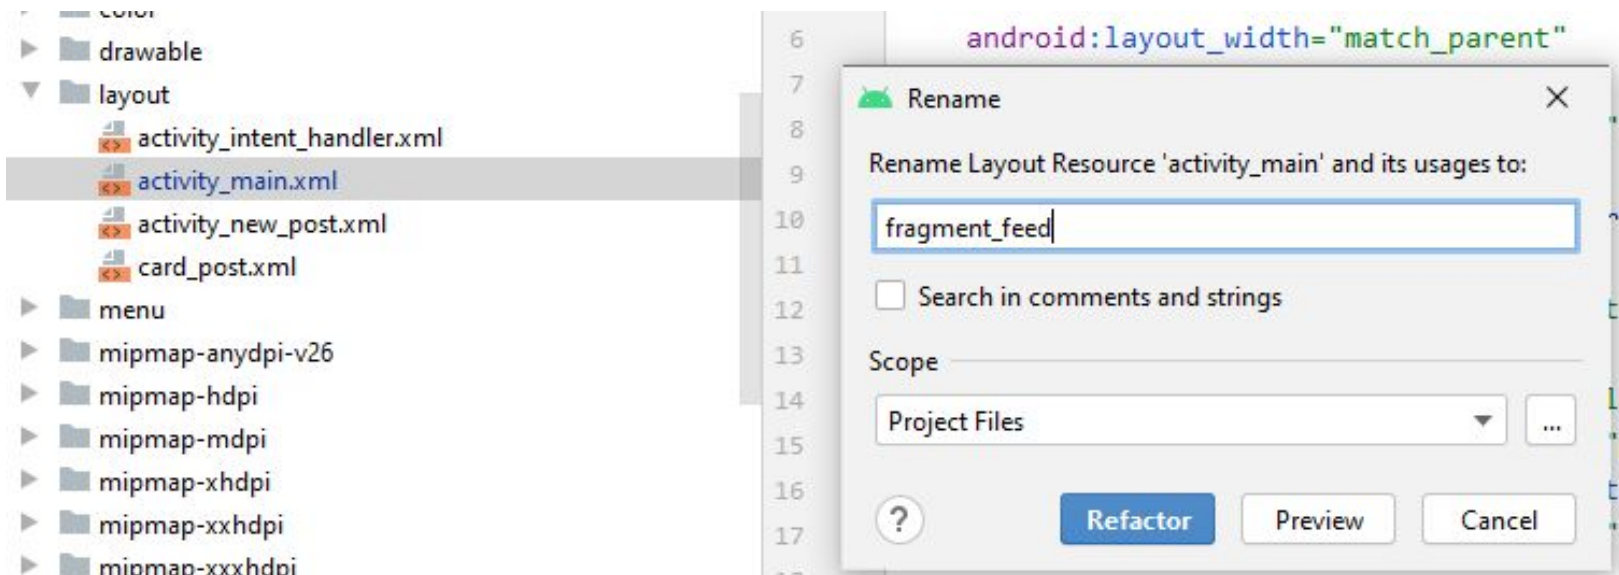 color
drawable
layout
activity_intent_handler.xml
activity_main.xml
activity_new_post.xml
card_post.xml
menu
mipmap-anydpi-v26
mipmap-hdpi
mipmap-mdpi
mipmap-xhdpi
mipmap-xxhdpi
mipmap-xxxhdpi
6 android:layout_width="match_parent"
7
8
9
10
11
12
13
14
15
16
17
Rename
Rename Layout Resource 'activity_main' and its usages to:
fragment_feed
Search in comments and strings
Scope
Project Files
...
?
Refactor
Preview
Cancel